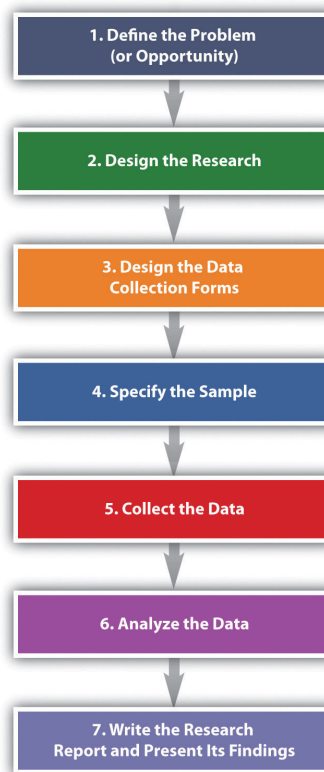 1. Define the Problem
(or Opportunity)
2. Design the Research
3. Design the Data
Collection Forms
4. Specify the Sample
5. Collect the Data
6. Analyze the Data
7. Write the Research
Report and Present Its Findings